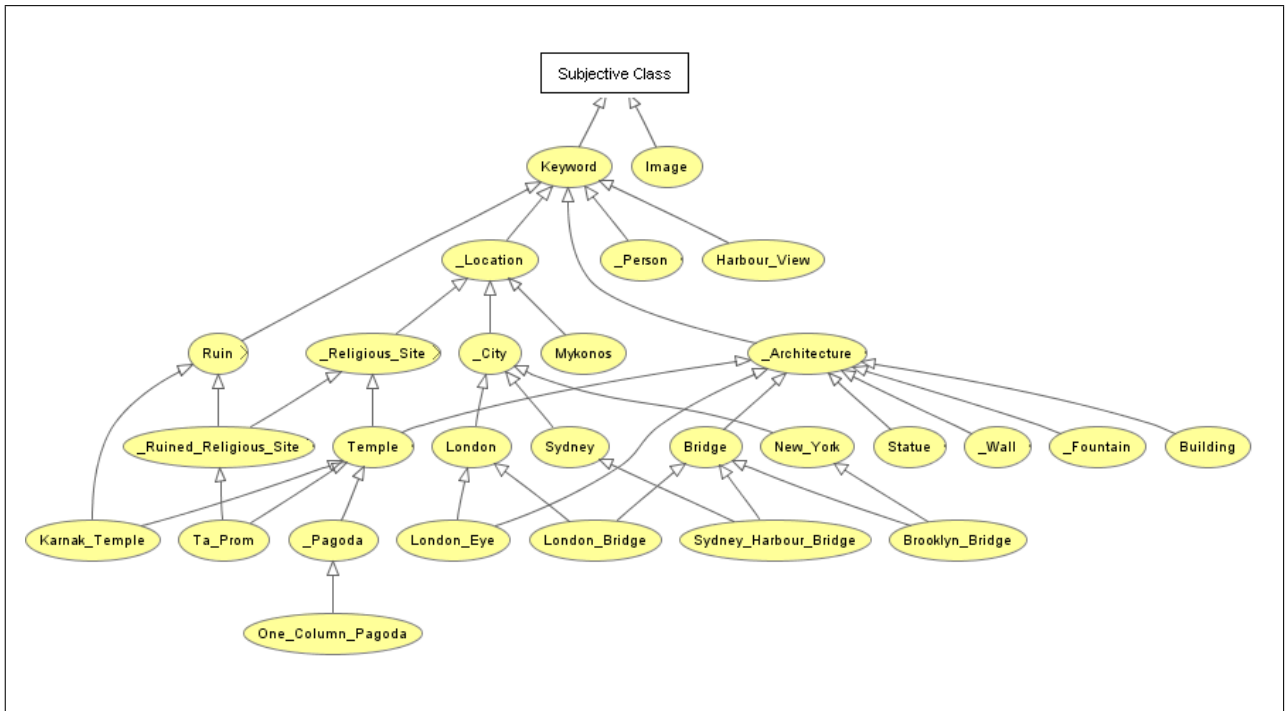 Subjective Class
Keyword
Image
_Location
_Person
Harbour_View
Ruin
_Religious_Site
_City
Mykonos
_Architecture
_Ruined_Religious_Site
Temple
London
Sydney
Bridge
New_York
Statue
_Wall
_Fountain
Building
Karnak_Temple
Ta_Prom
_Pagoda
London_Eye
London_Bridge
Sydney_Harbour_Bridge
Brooklyn_Bridge
One_Column_Pagoda